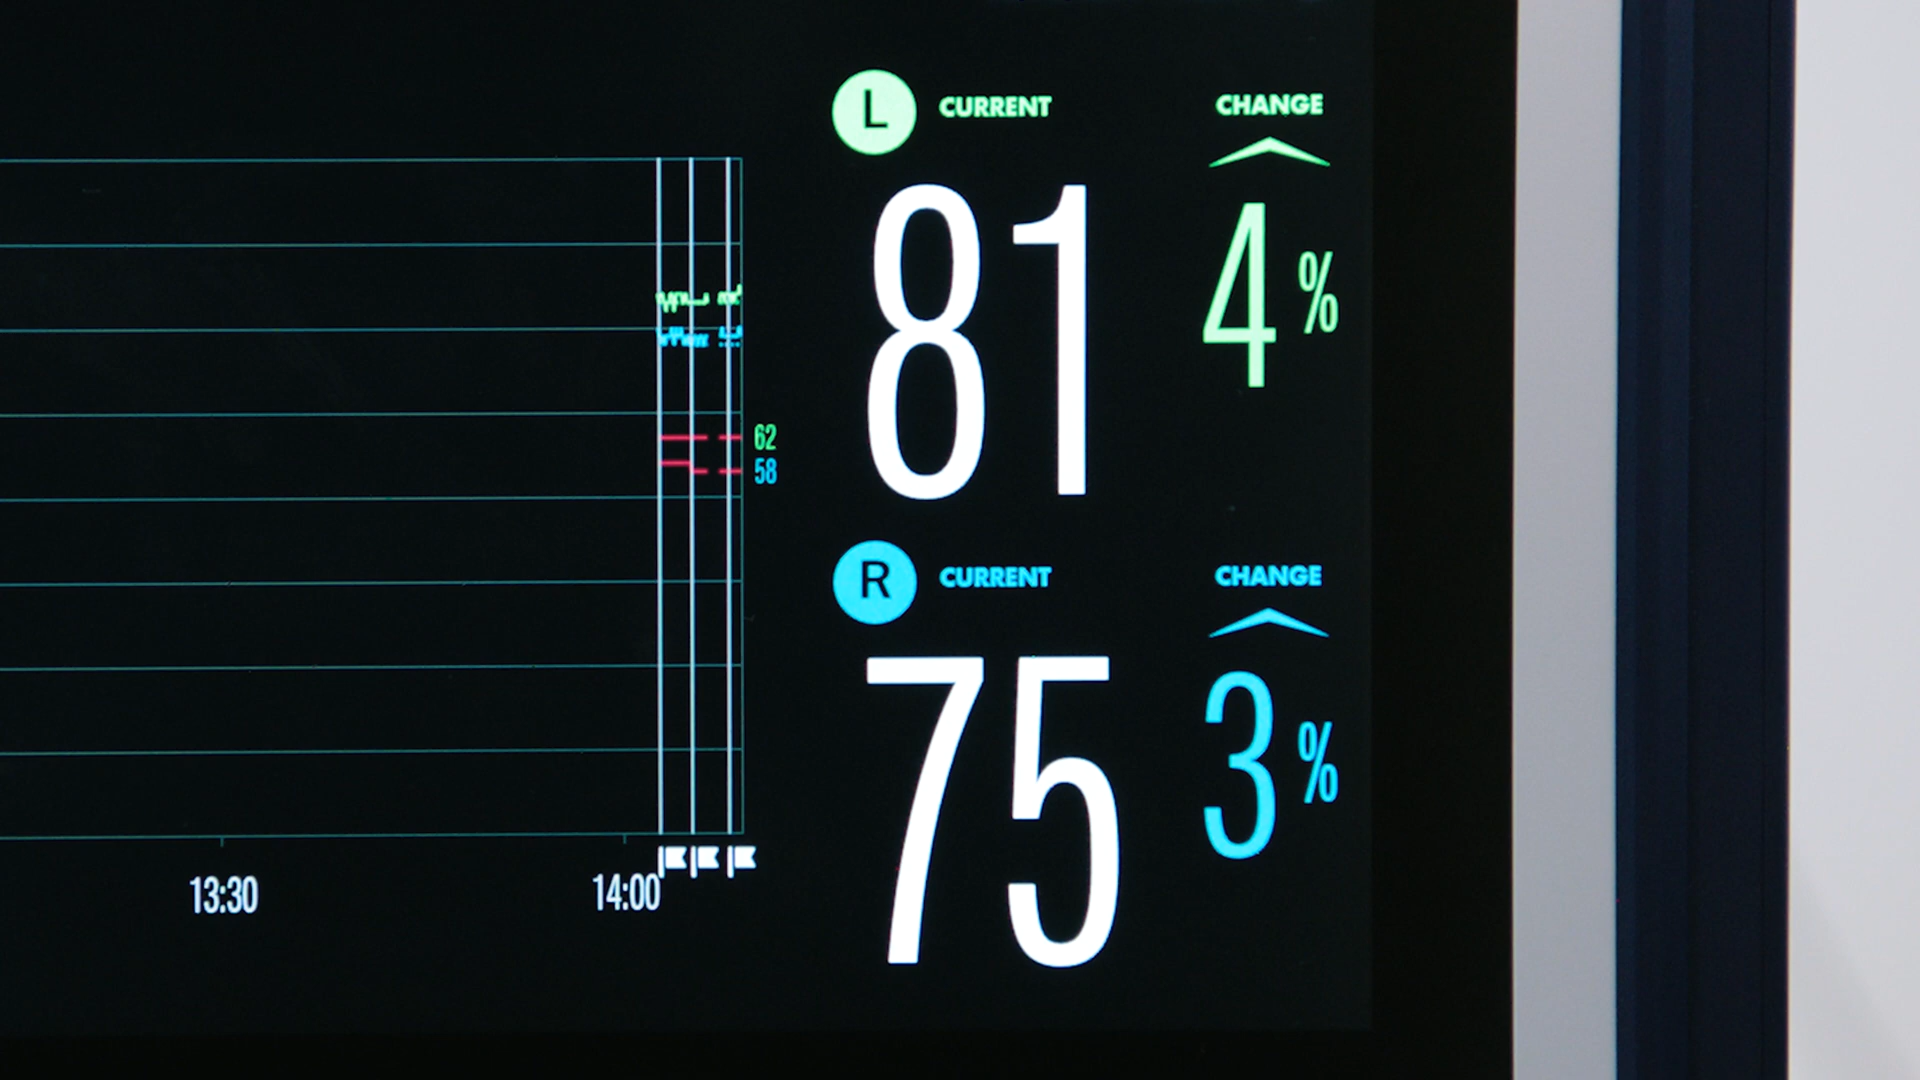 L CURRENT CHANGE
81 4%
62
58
R CURRENT CHANGE
75 3%
13:30 14:00